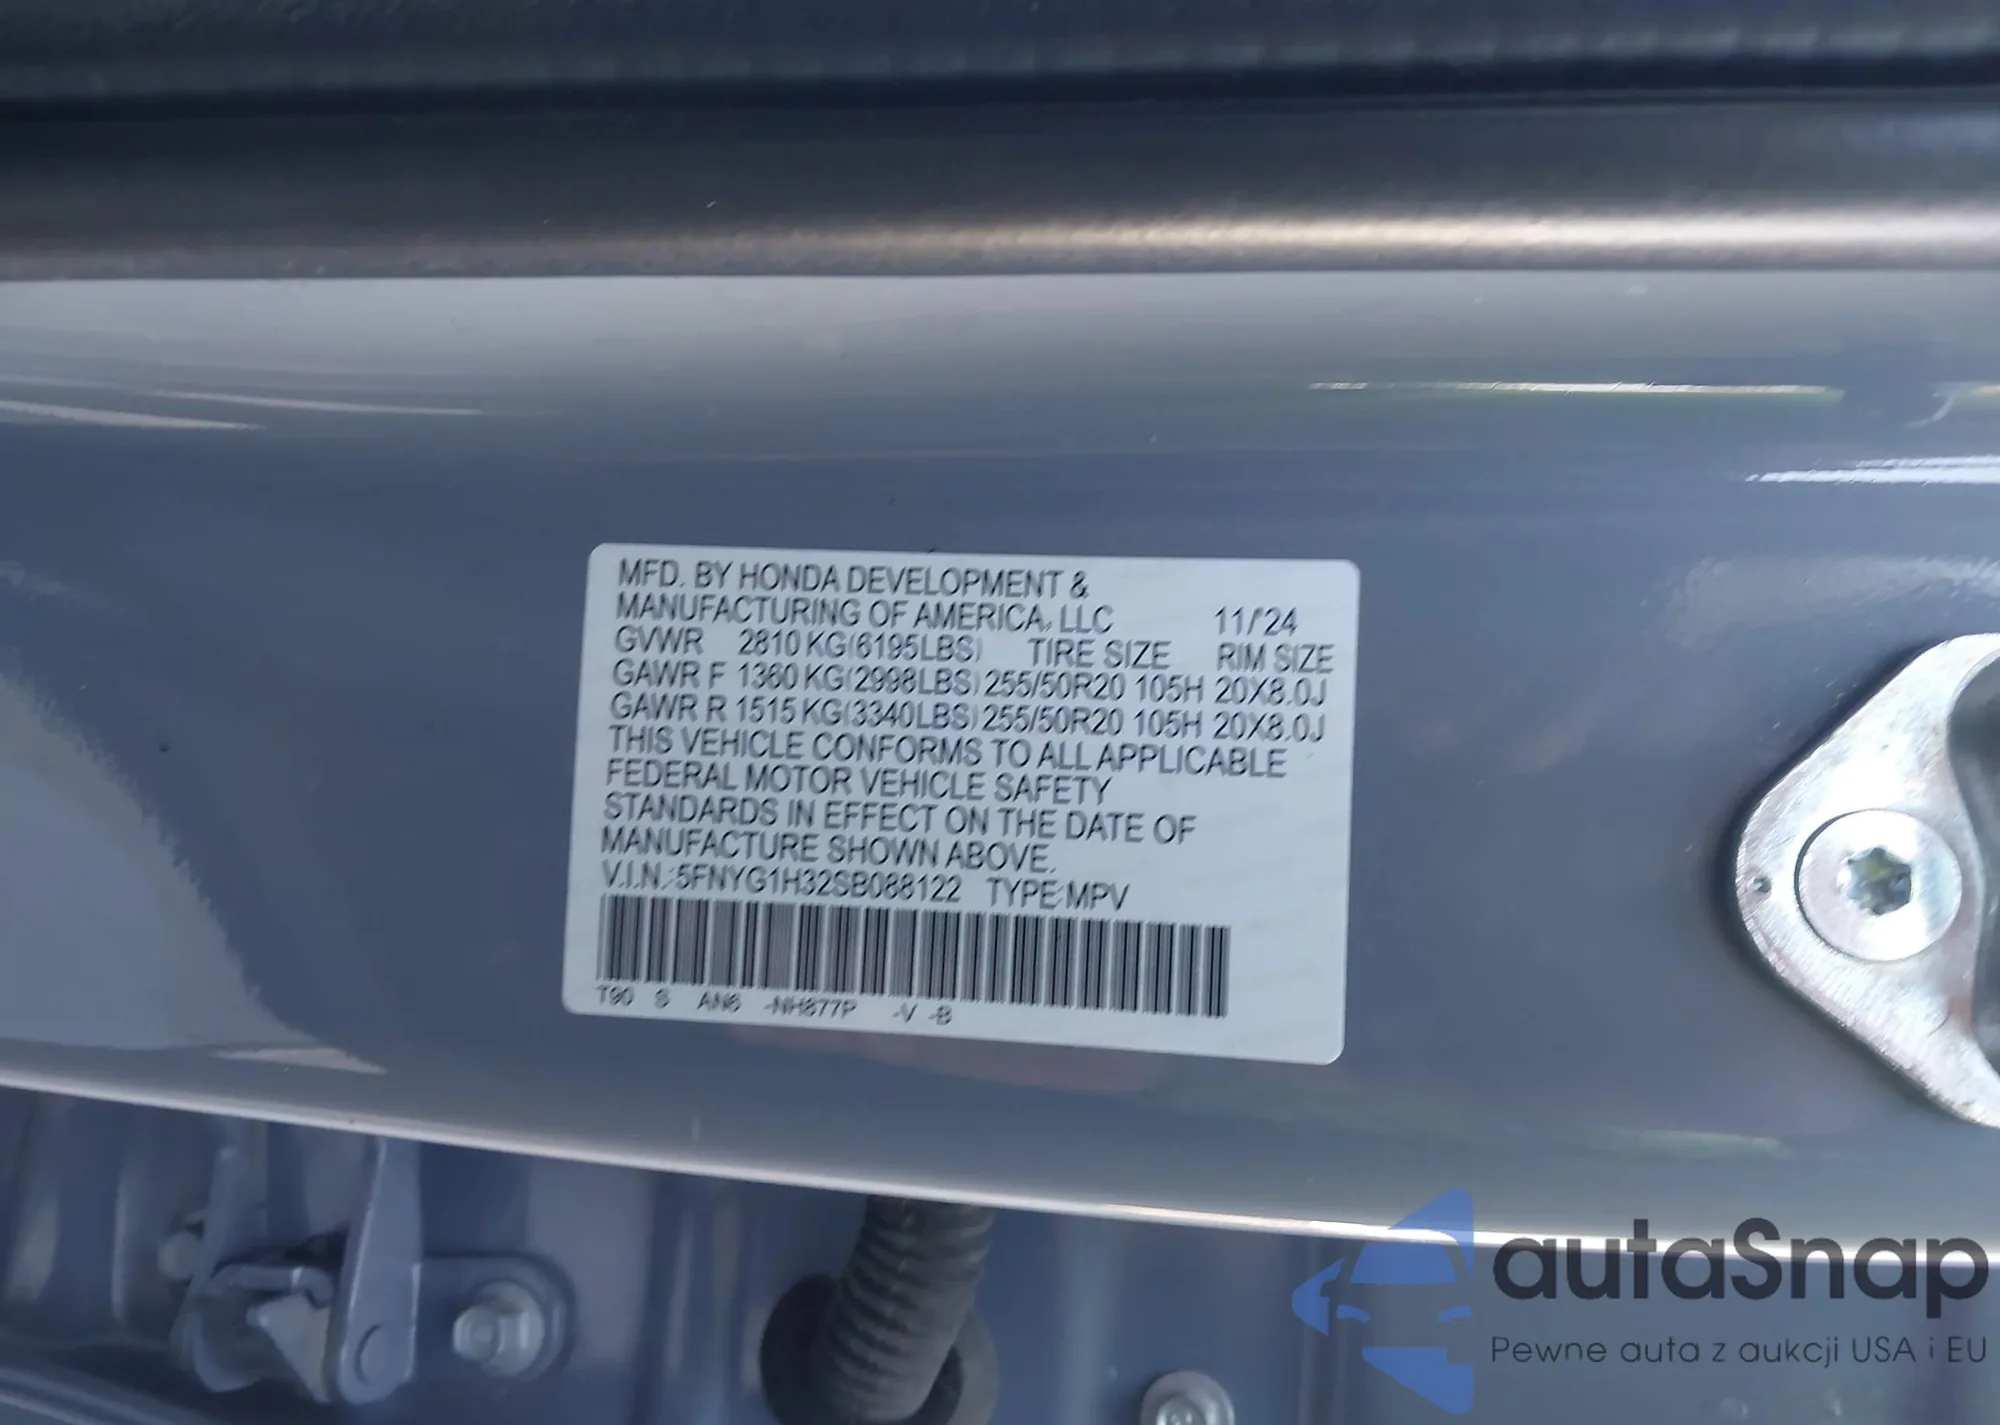 MFD. BY HONDA DEVELOPMENT &
MANUFACTURING OF AMERICA, LLC 11/'24
GVWR 2810 KG(6195LBS) TIRE SIZE RIM SIZE
GAWR F 1360 KG(2998LBS) 255/50R20 105H 20X8.0J
GAWR R 1515 KG(3340LBS) 255/50R20 105H 20X8.0J
THIS VEHICLE CONFORMS TO ALL APPLICABLE
FEDERAL MOTOR VEHICLE SAFETY
STANDARDS IN EFFECT ON THE DATE OF
MANUFACTURE SHOWN ABOVE.
V.I.N.:5FNYG1H32SB088122 TYPE:MPV
T90 S AN6 -NH877P -V -B
autaSnap
Pewne auta z aukcji USA i EU